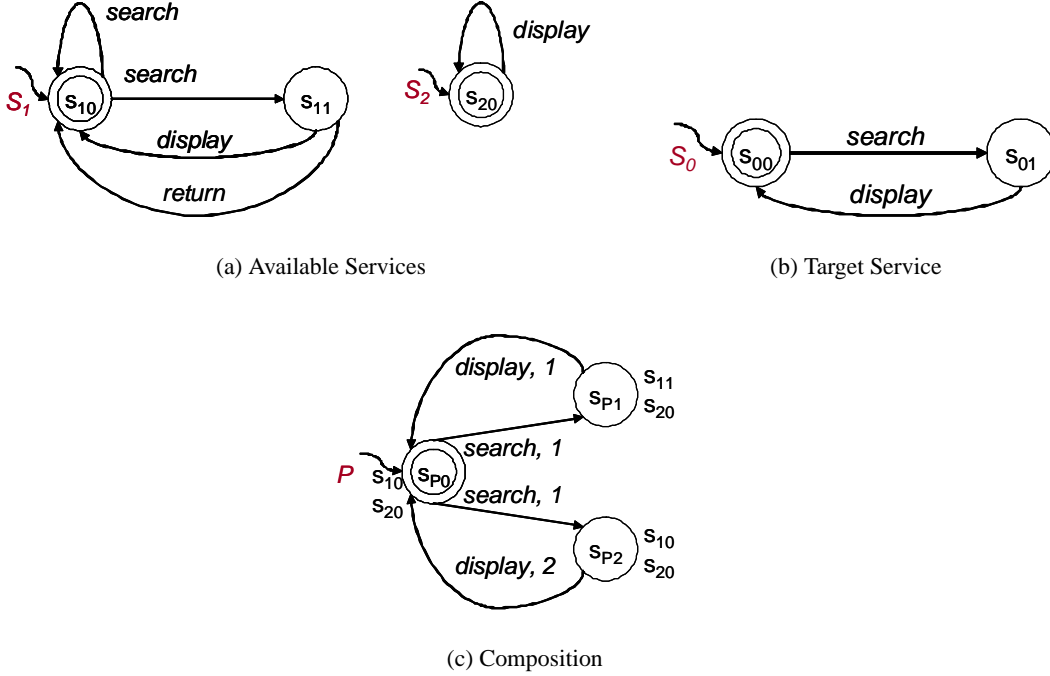 search
display
search
S1
s10
s11
S2
s20
display
return
S0
s00
search
s01
display
(a) Available Services
(b) Target Service
display, 1
sP1
s11
s20
search, 1
P
s10
s20
sP0
search, 1
display, 2
sP2
s10
s20
(c) Composition